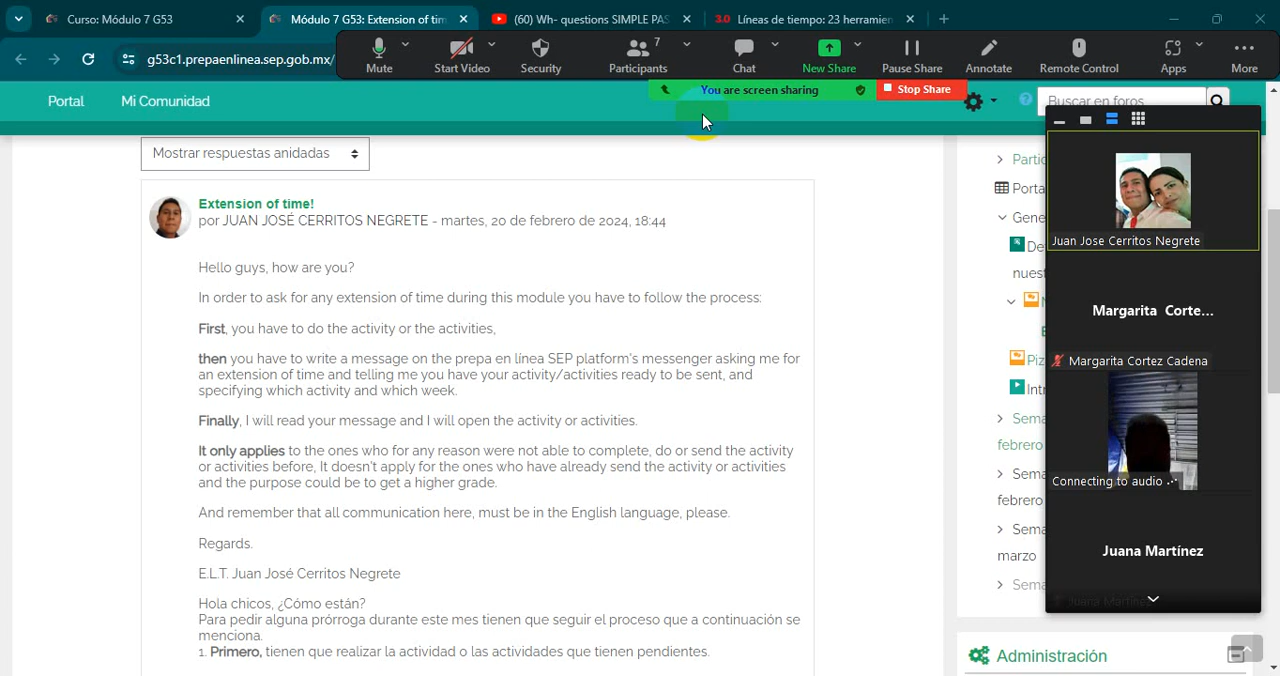 Curso: Módulo 7 G53
Módulo 7 G53: Extension of tim
(60) Wh- questions SIMPLE PAS
3.0 Líneas de tiempo: 23 herramien
g53c1.prepaenlinea.sep.gob.mx/
Mute
Start Video
Security
Participants
7
Chat
New Share
Pause Share
Annotate
Remote Control
Apps
More
You are screen sharing
Stop Share
Portal
Mi Comunidad
Buscar en foros
Mostrar respuestas anidadas
Extension of time!
por JUAN JOSÉ CERRITOS NEGRETE - martes, 20 de febrero de 2024, 18:44
Hello guys, how are you?
In order to ask for any extension of time during this module you have to follow the process:
First, you have to do the activity or the activities,
then you have to write a message on the prepa en línea SEP platform's messenger asking me for
an extension of time and telling me you have your activity/activities ready to be sent, and
specifying which activity and which week.
Finally, I will read your message and I will open the activity or activities.
It only applies to the ones who for any reason were not able to complete, do or send the activity
or activities before, It doesn't apply for the ones who have already send the activity or activities
and the purpose could be to get a higher grade.
And remember that all communication here, must be in the English language, please.
Regards.
E.L.T. Juan José Cerritos Negrete
Hola chicos, ¿Cómo están?
Para pedir alguna prórroga durante este mes tienen que seguir el proceso que a continuación se
menciona.
1. Primero, tienen que realizar la actividad o las actividades que tienen pendientes.
Partic
Porta
Gene
De
nuest
Piz
Intr
Sema
febrero
Sema
febrero
Sema
marzo
Sema
Administración
Juan Jose Cerritos Negrete
Margarita Corte...
Margarita Cortez Cadena
Connecting to audio
Juana Martínez
Juana Martínez